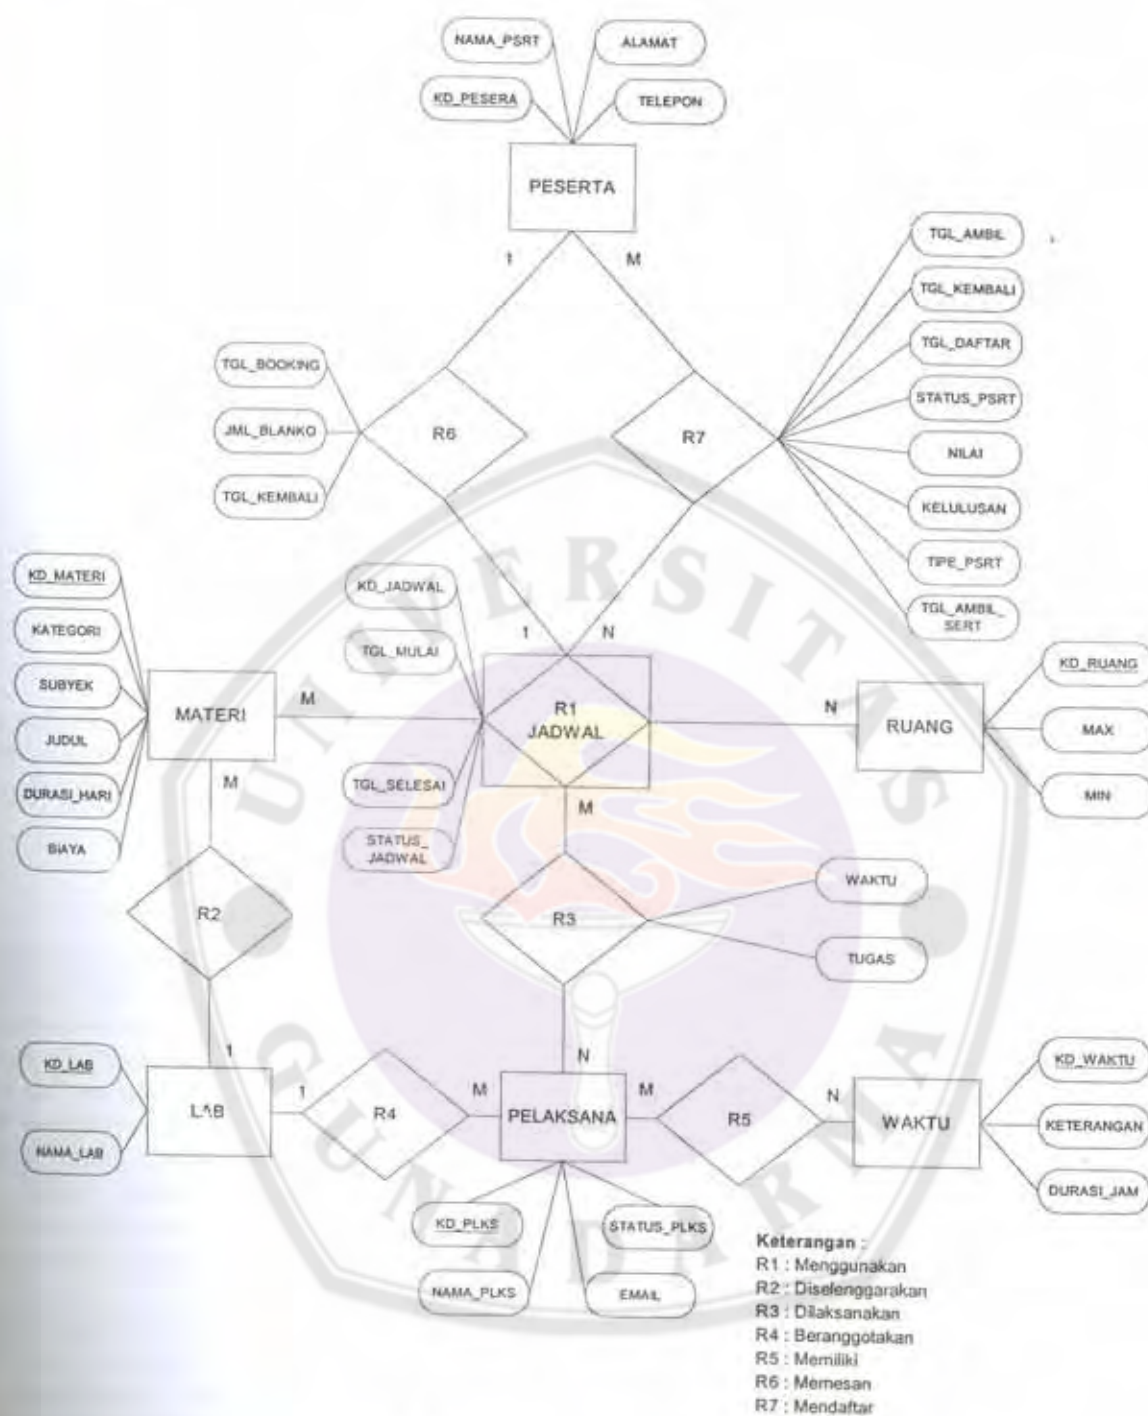 NAMA_PSRT
ALAMAT
KD_PESERA
TELEPON
PESERTA
1
M
TGL_AMBIL
TGL_KEMBALI
TGL_DAFTAR
STATUS_PSRT
NILAI
KELULUSAN
TIPE_PSRT
TGL_AMBIL_
SERT
TGL_BOOKING
JML_BLANKO
TGL_KEMBALI
R6
R7
KD_MATERI
KATEGORI
SUBYEK
JUDUL
DURASI_HARI
BIAYA
MATERI
M
M
KD_JADWAL
TGL_MULAI
TGL_SELESAI
STATUS_
JADWAL
1
N
R1
JADWAL
M
N
RUANG
KD_RUANG
MAX
MIN
R2
R3
WAKTU
TUGAS
1
N
KD_LAB
NAMA_LAB
LAB
1
R4
M
PELAKSANA
M
R5
N
WAKTU
KD_WAKTU
KETERANGAN
DURASI_JAM
KD_PLKS
STATUS_PLKS
NAMA_PLKS
EMAIL
Keterangan :
R1 : Menggunakan
R2 : Diselenggarakan
R3 : Dilaksanakan
R4 : Beranggotakan
R5 : Memiliki
R6 : Memesan
R7 : Mendaftar
UNIVERSITAS
GUNADARMA